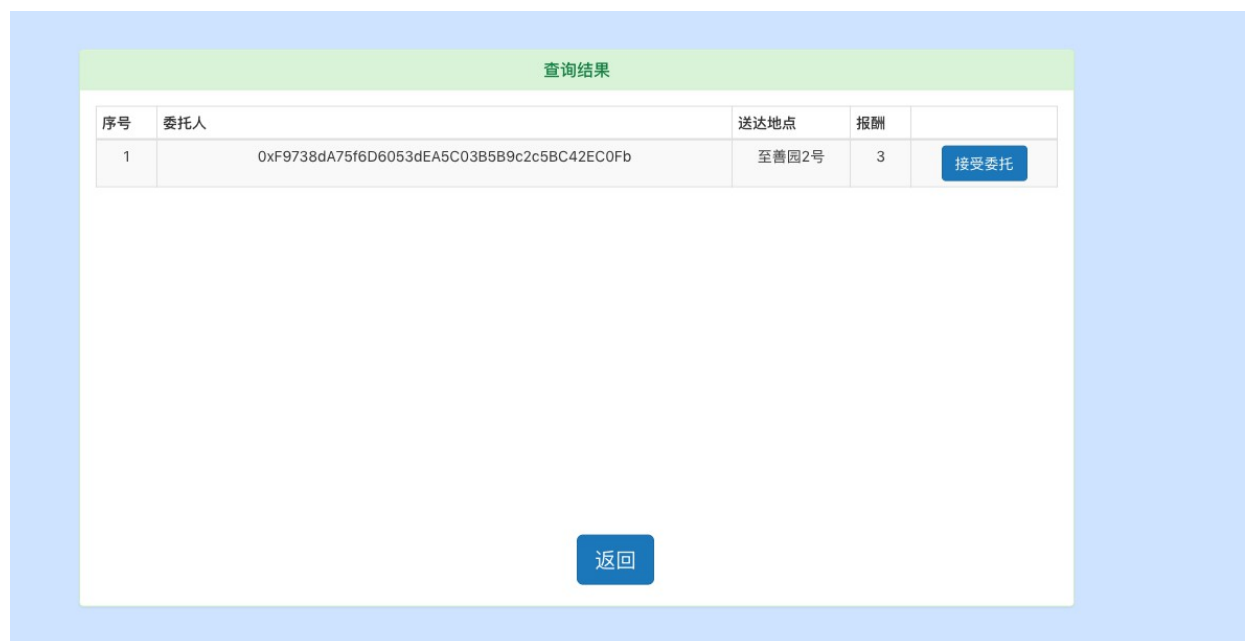 查询结果
序号 委托人 送达地点 报酬
1 0xF9738dA75f6D6053dEA5C03B5B9c2c5BC42EC0Fb 至善园2号 3 接受委托
返回